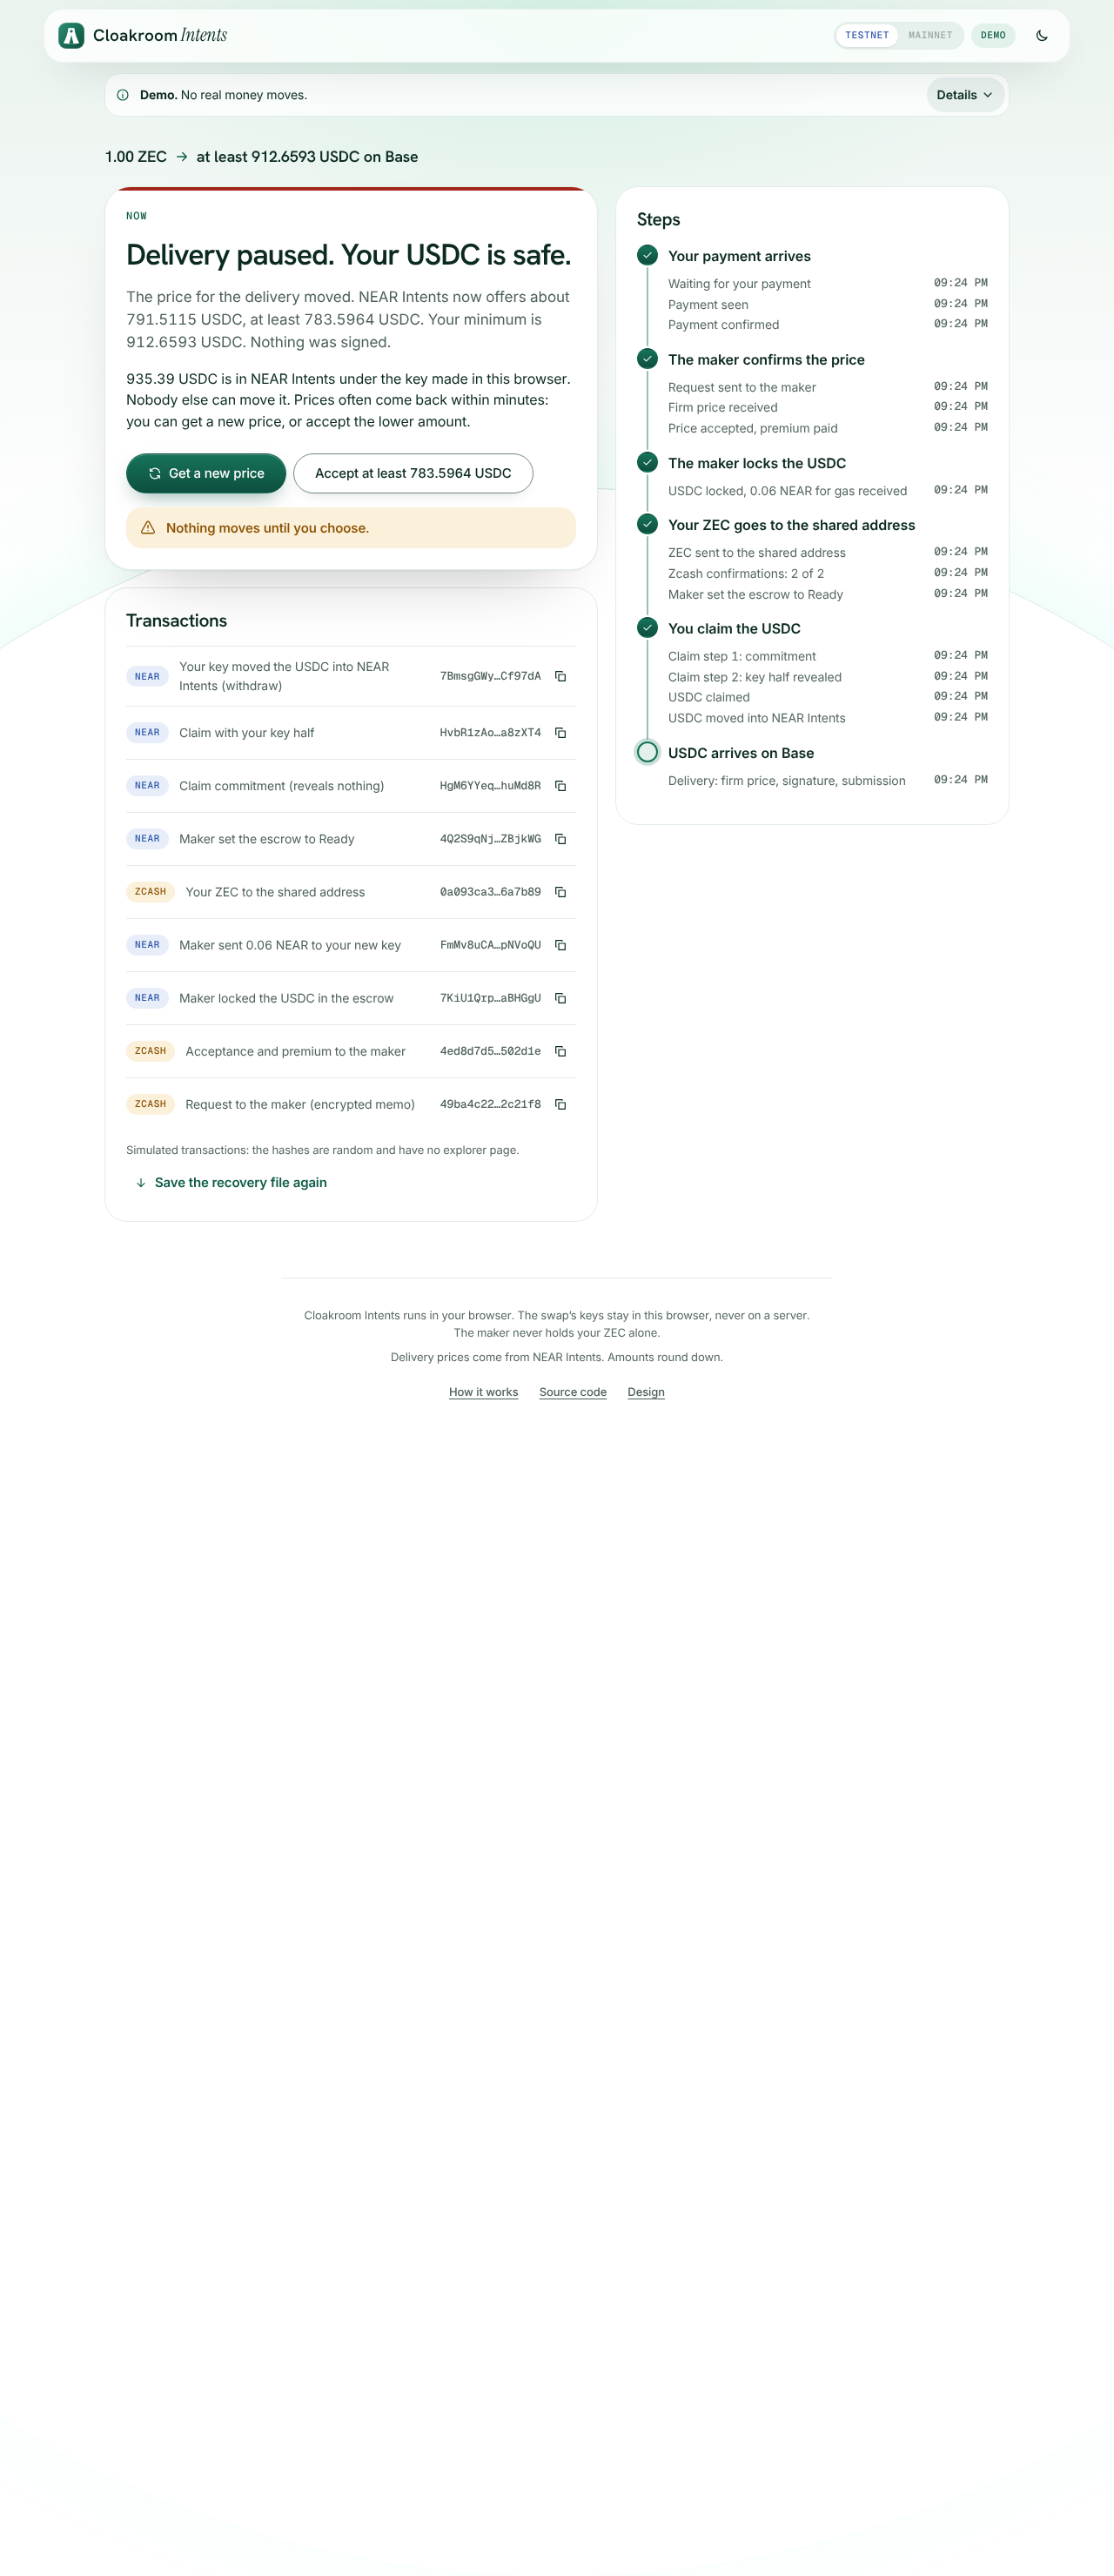 Cloakroom Intents
TESTNET MAINNET DEMO
Demo. No real money moves.
Details
1.00 ZEC → at least 912.6593 USDC on Base
NOW
Delivery paused. Your USDC is safe.
The price for the delivery moved. NEAR Intents now offers about
791.5115 USDC, at least 783.5964 USDC. Your minimum is
912.6593 USDC. Nothing was signed.
935.39 USDC is in NEAR Intents under the key made in this browser.
Nobody else can move it. Prices often come back within minutes:
you can get a new price, or accept the lower amount.
Get a new price
Accept at least 783.5964 USDC
Nothing moves until you choose.
Transactions
NEAR Your key moved the USDC into NEAR
Intents (withdraw) 7BmsgGWy…Cf97dA
NEAR Claim with your key half HvbR1zAo…a8zXT4
NEAR Claim commitment (reveals nothing) HgM6YYeq…huMd8R
NEAR Maker set the escrow to Ready 4Q2S9qNj…ZBjkWG
ZCASH Your ZEC to the shared address 0a093ca3…6a7b89
NEAR Maker sent 0.06 NEAR to your new key FmMv8uCA…pNVoQU
NEAR Maker locked the USDC in the escrow 7KiU1Qrp…aBHGgU
ZCASH Acceptance and premium to the maker 4ed8d7d5…502d1e
ZCASH Request to the maker (encrypted memo) 49ba4c22…2c21f8
Simulated transactions: the hashes are random and have no explorer page.
Save the recovery file again
Steps
Your payment arrives
Waiting for your payment 09:24 PM
Payment seen 09:24 PM
Payment confirmed 09:24 PM
The maker confirms the price
Request sent to the maker 09:24 PM
Firm price received 09:24 PM
Price accepted, premium paid 09:24 PM
The maker locks the USDC
USDC locked, 0.06 NEAR for gas received 09:24 PM
Your ZEC goes to the shared address
ZEC sent to the shared address 09:24 PM
Zcash confirmations: 2 of 2 09:24 PM
Maker set the escrow to Ready 09:24 PM
You claim the USDC
Claim step 1: commitment 09:24 PM
Claim step 2: key half revealed 09:24 PM
USDC claimed 09:24 PM
USDC moved into NEAR Intents 09:24 PM
USDC arrives on Base
Delivery: firm price, signature, submission 09:24 PM
Cloakroom Intents runs in your browser. The swap’s keys stay in this browser, never on a server.
The maker never holds your ZEC alone.
Delivery prices come from NEAR Intents. Amounts round down.
How it works Source code Design